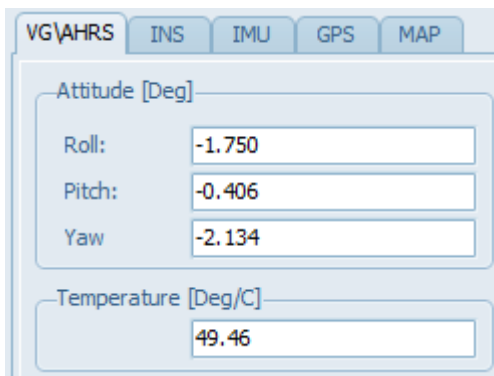 VG\AHRS INS IMU GPS MAP
Attitude [Deg]
Roll: -1.750
Pitch: -0.406
Yaw -2.134
Temperature [Deg/C]
49.46